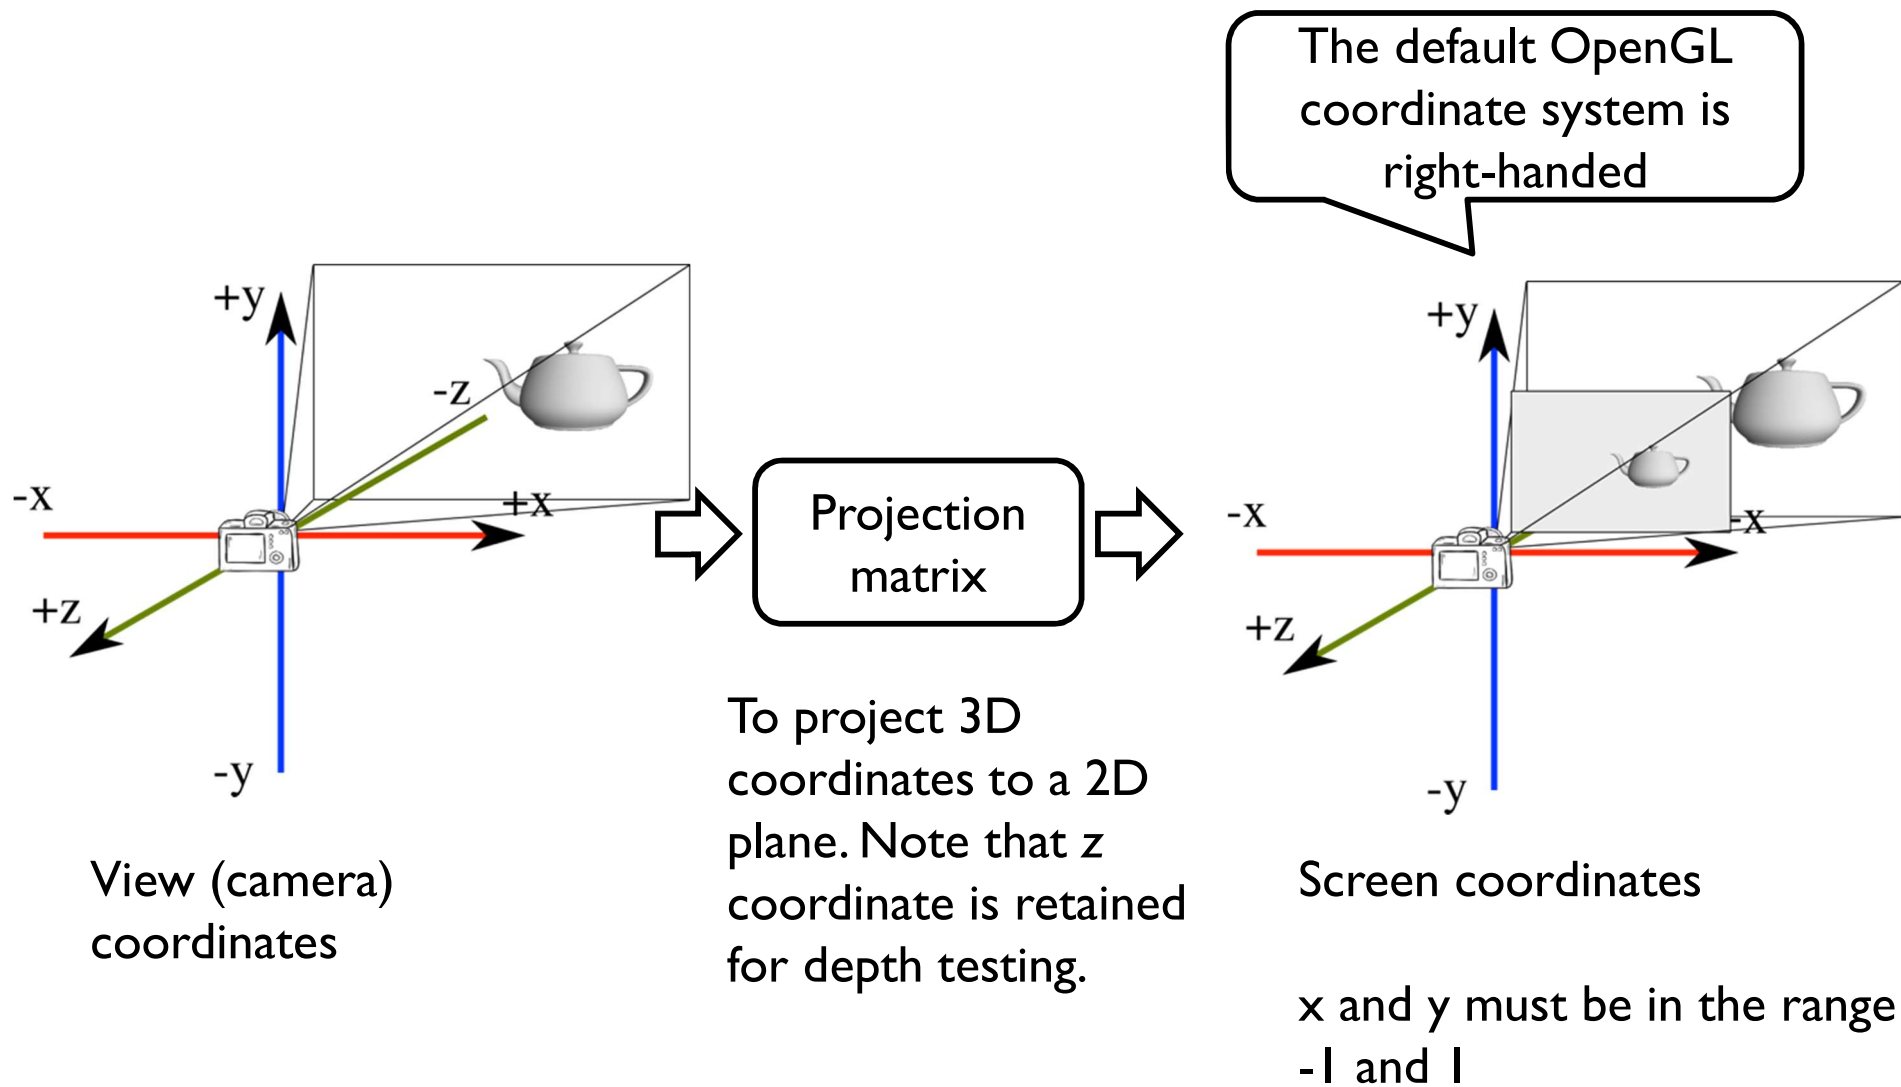 The default OpenGL
coordinate system is
right-handed
+y
-z
-x
+x
+z
-y
View (camera)
coordinates
Projection
matrix
To project 3D
coordinates to a 2D
plane. Note that z
coordinate is retained
for depth testing.
+y
-x
-x
+z
-y
Screen coordinates
x and y must be in the range
-1 and 1